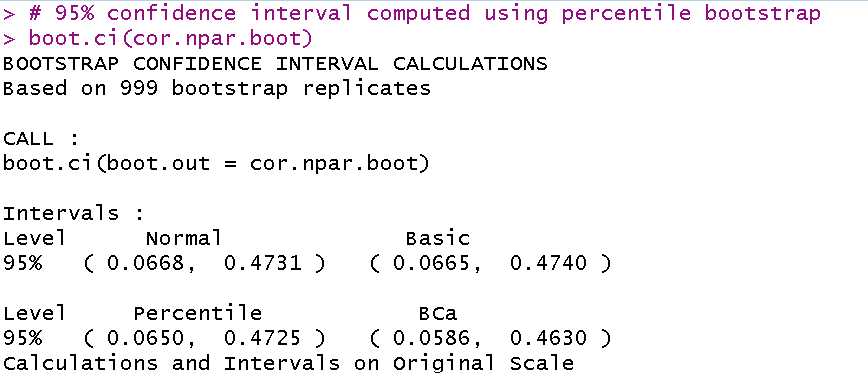 > # 95% confidence interval computed using percentile bootstrap
> boot.ci(cor.npar.boot)
BOOTSTRAP CONFIDENCE INTERVAL CALCULATIONS
Based on 999 bootstrap replicates

CALL :
boot.ci(boot.out = cor.npar.boot)

Intervals :
Level      Normal              Basic
95%   ( 0.0668,  0.4731 )   ( 0.0665,  0.4740 )

Level     Percentile            BCa
95%   ( 0.0650,  0.4725 )   ( 0.0586,  0.4630 )
Calculations and Intervals on Original Scale